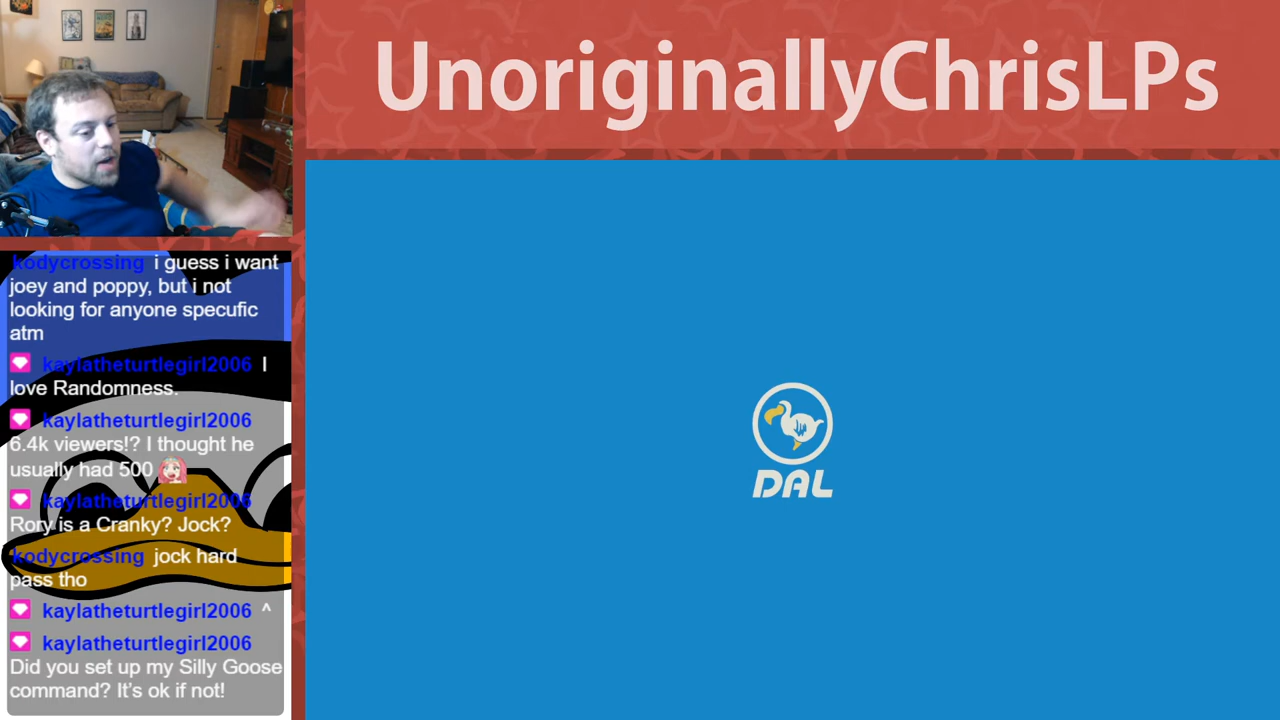 UnoriginallyChrisLPs
kodycrossing i guess i want
joey and poppy, but i not
looking for anyone specufic
atm
kaylatheturtlegirl2006 I
love Randomness.
kaylatheturtlegirl2006
6.4k viewers!? I thought he
usually had 500
kaylatheturtlegirl2006
Rory is a Cranky? Jock?
kodycrossing jock hard
pass tho
kaylatheturtlegirl2006 ^
kaylatheturtlegirl2006
Did you set up my Silly Goose
command? It's ok if not!
DAL